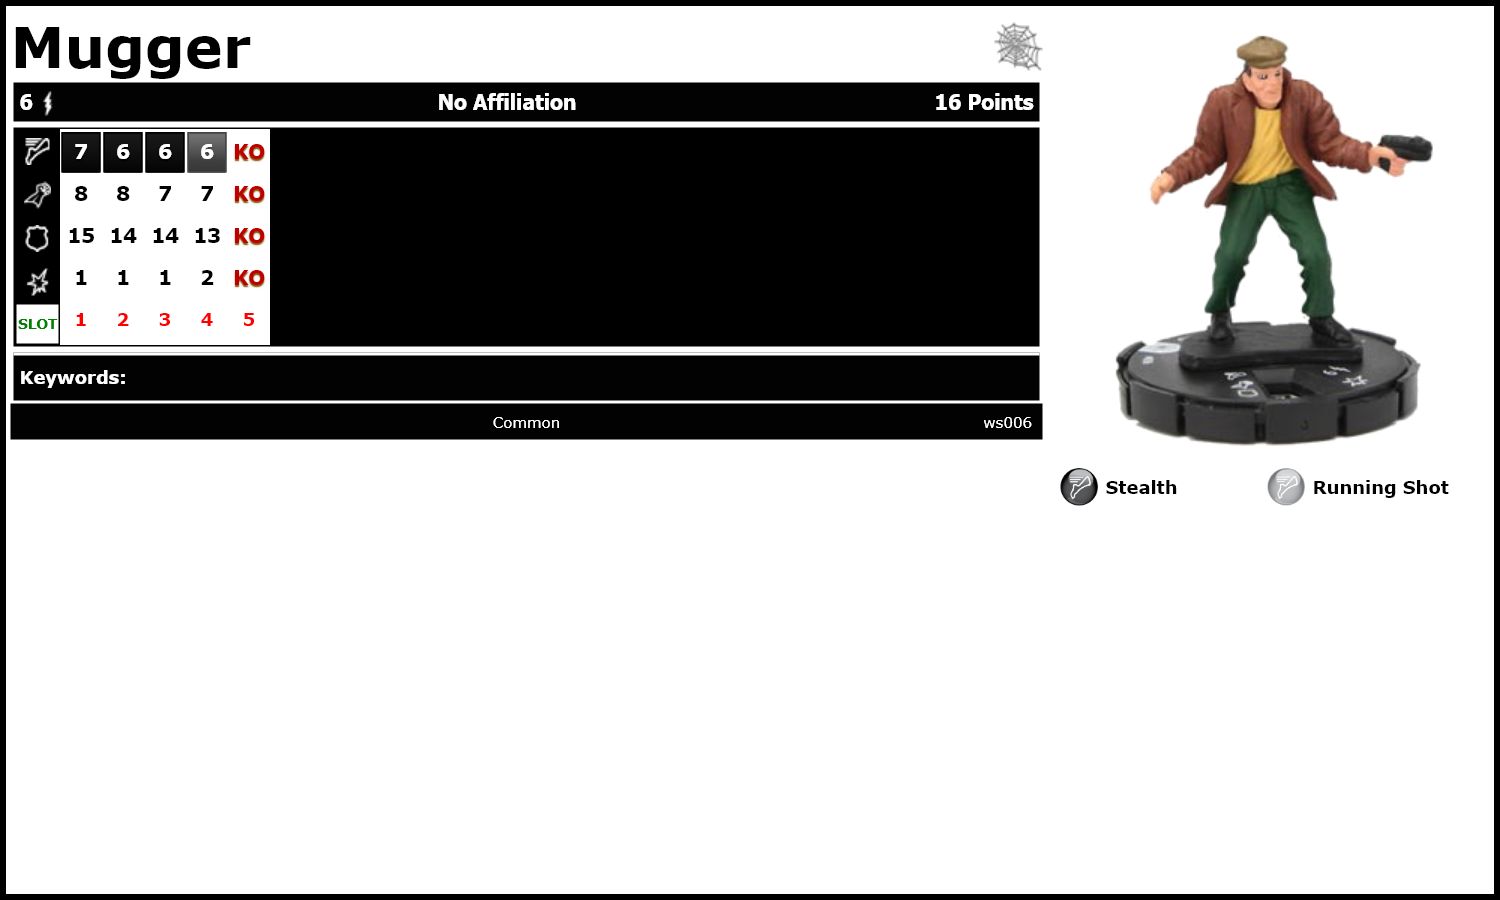 Mugger
6 No Affiliation 16 Points
7 6 6 6 KO
8 8 7 7 KO
15 14 14 13 KO
1 1 1 2 KO
SLOT 1 2 3 4 5
Keywords:
Common ws006
Stealth Running Shot